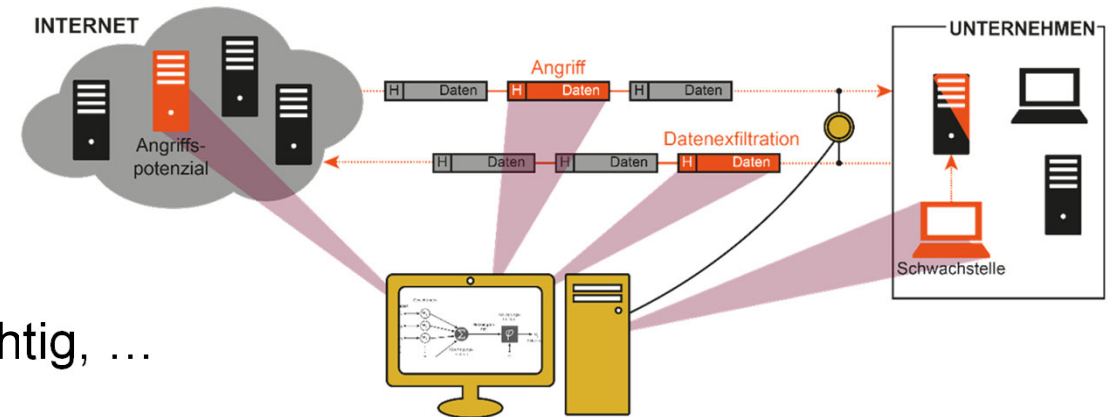 INTERNET
UNTERNEHMEN
Angriff
H Daten H Daten H Daten
Angriffs-
potenzial
Datenexfiltration
H Daten H Daten H Daten
Schwachstelle
φ
htig, ...